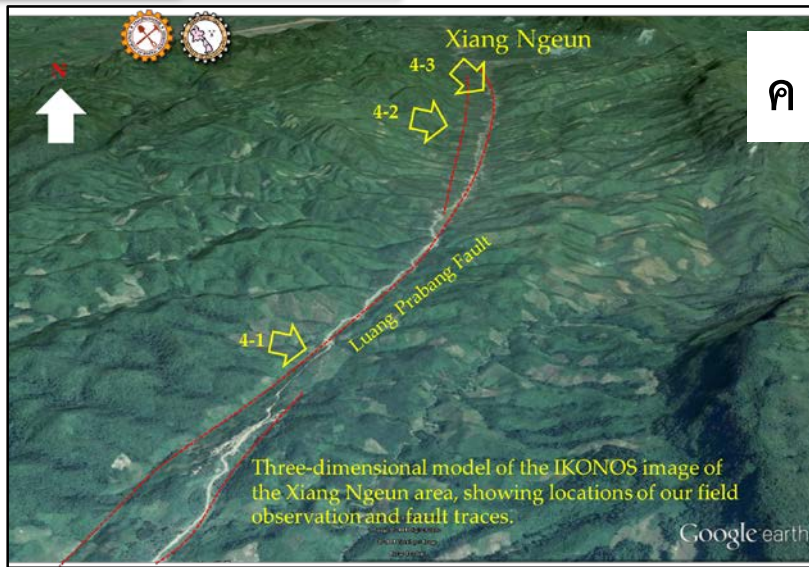 Xiang Ngeun
4-3
ค
N
4-2
4-1
Luang Prabang Fault
Three-dimensional model of the IKONOS image of
the Xiang Ngeun area, showing locations of our field
observation and fault traces.
Google earth